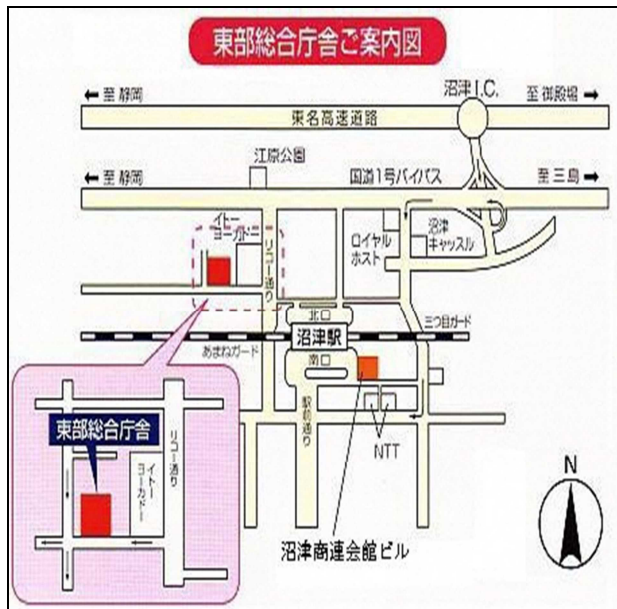 東部総合庁舎ご案内図
← 至 静岡
沼津 I.C.
至 御殿場 →
東名高速道路
江原公園
← 至 静岡
国道1号バイパス
至 三島 →
イトー
ヨーカドー
リコー通り
ロイヤル
ホスト
沼津
キャッスル
北口
沼津駅
三つ目ガード
あまねガード
南口
駅前通り
NTT
東部総合庁舎
リコー通り
イトー
ヨーカドー
沼津商連会館ビル
N